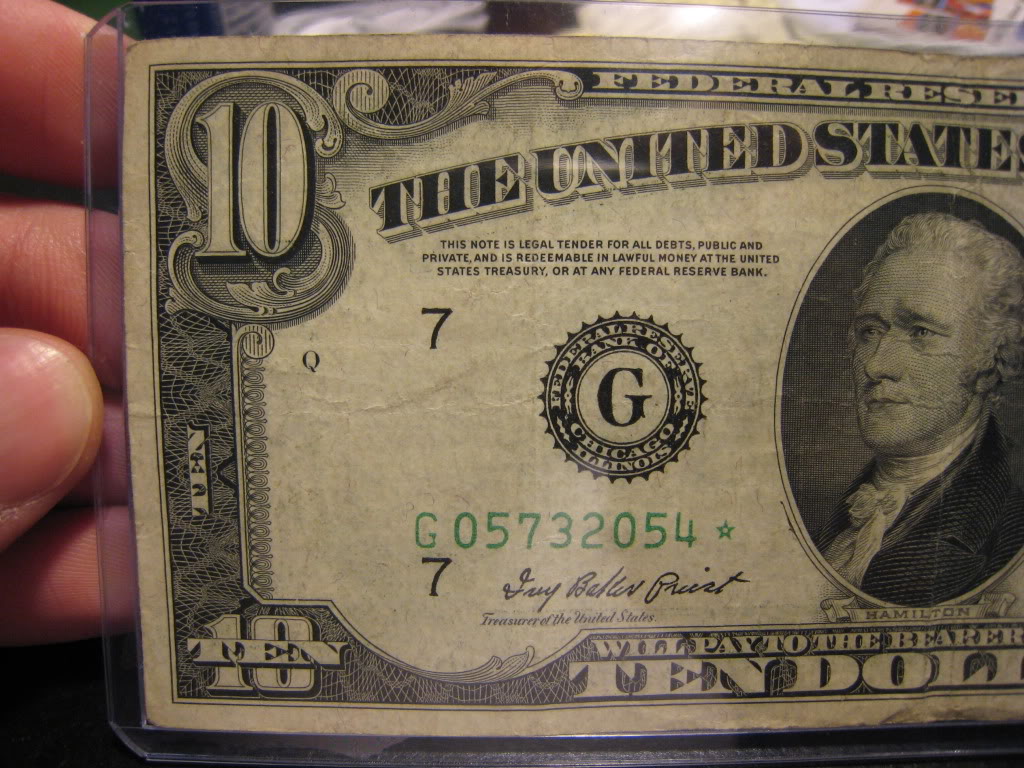 FEDERAL RESE
10
THE UNITED STATES
THIS NOTE IS LEGAL TENDER FOR ALL DEBTS, PUBLIC AND
PRIVATE, AND IS REDEEMABLE IN LAWFUL MONEY AT THE UNITED
STATES TREASURY, OR AT ANY FEDERAL RESERVE BANK.
7
Q
FEDERAL RESERVE
BANK OF
G
CHICAGO
ILLINOIS
TEN
G 05732054 ☆
7
Ivy Baker Priest
Treasurer of the United States.
HAMILTON
10
TEN
WILL PAY TO THE BEARER
TEN DOLL